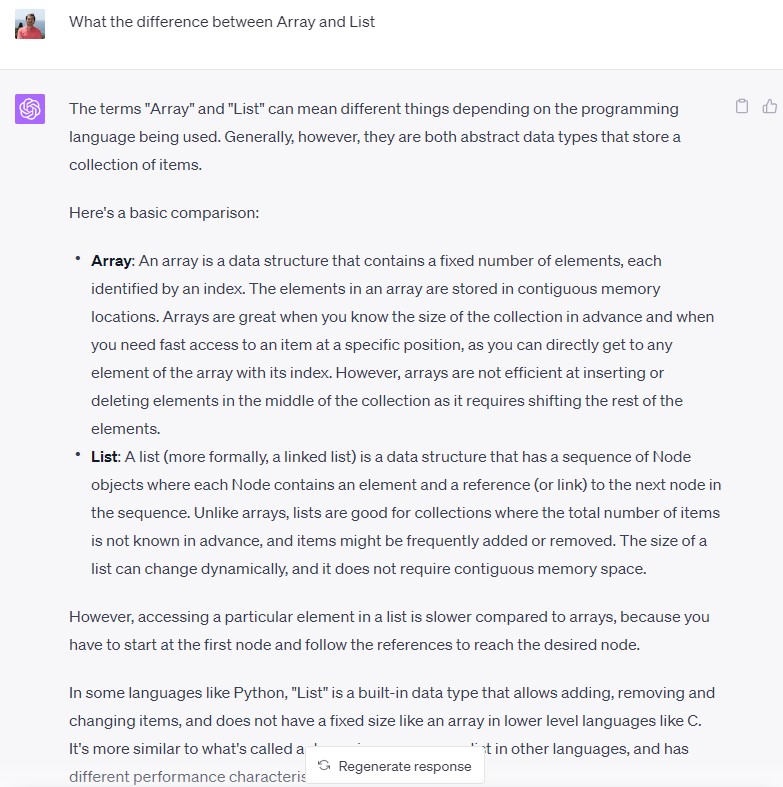 What the difference between Array and List
The terms "Array" and "List" can mean different things depending on the programming
language being used. Generally, however, they are both abstract data types that store a
collection of items.
Here's a basic comparison:
• Array: An array is a data structure that contains a fixed number of elements, each
identified by an index. The elements in an array are stored in contiguous memory
locations. Arrays are great when you know the size of the collection in advance and when
you need fast access to an item at a specific position, as you can directly get to any
element of the array with its index. However, arrays are not efficient at inserting or
deleting elements in the middle of the collection as it requires shifting the rest of the
elements.
• List: A list (more formally, a linked list) is a data structure that has a sequence of Node
objects where each Node contains an element and a reference (or link) to the next node in
the sequence. Unlike arrays, lists are good for collections where the total number of items
is not known in advance, and items might be frequently added or removed. The size of a
list can change dynamically, and it does not require contiguous memory space.
However, accessing a particular element in a list is slower compared to arrays, because you
have to start at the first node and follow the references to reach the desired node.
In some languages like Python, "List" is a built-in data type that allows adding, removing and
changing items, and does not have a fixed size like an array in lower level languages like C.
It's more similar to what's called a in other languages, and has
different performance
Regenerate response